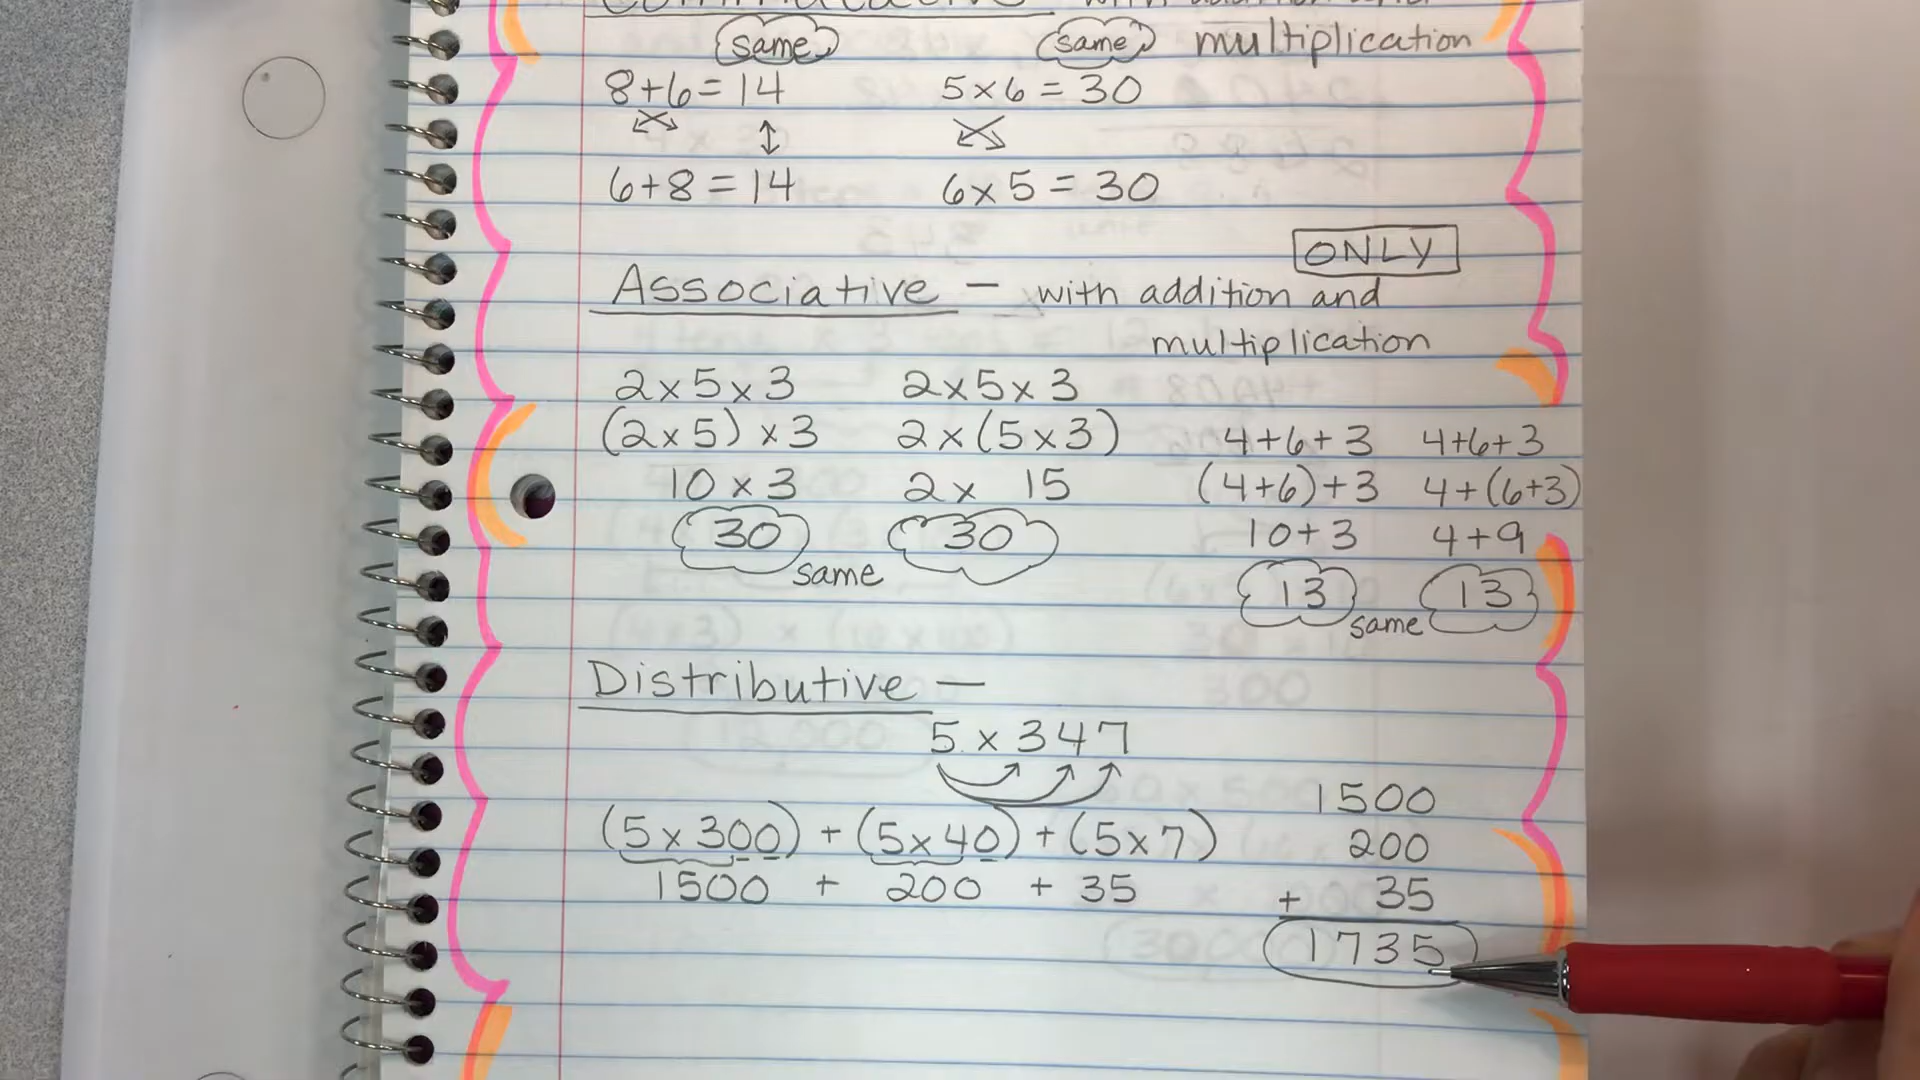 same same multiplication
8+6=14 5×6=30
6+8=14 6×5=30
ONLY
Associative - with addition and
multiplication
2×5×3 2×5×3
(2×5)×3 2×(5×3) 4+6+3 4+6+3
10×3 2× 15 (4+6)+3 4+(6+3)
30 30 10+3 4+9
same
13 13
same
Distributive -
5×347
1500
(5×300)+(5×40)+(5×7) 200
1500 + 200 + 35 + 35
1735